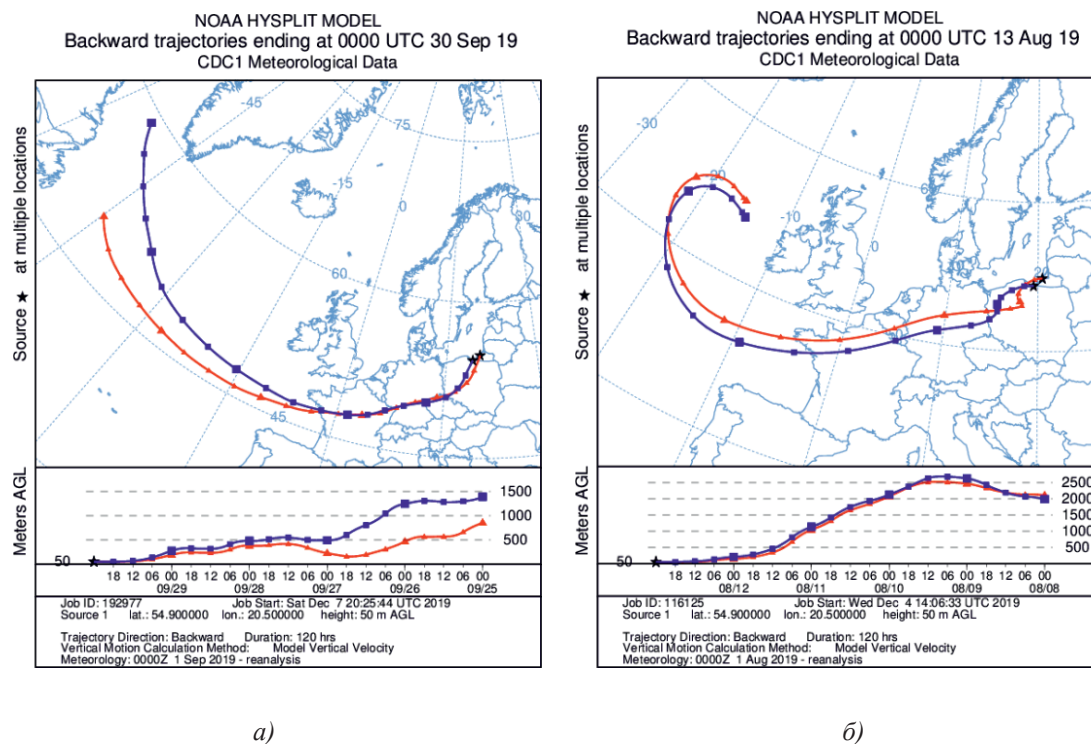 NOAA HYSPLIT MODEL
Backward trajectories ending at 0000 UTC 30 Sep 19
CDC1 Meteorological Data
Source ★ at multiple locations
-45
75
-30
-15
0
30
60
45
Meters AGL
1500
1000
500
50
18 12 06 00 18 12 06 00 18 12 06 00 18 12 06 00 18 12 06 00
09/29 09/28 09/27 09/26 09/25
Job ID: 192977 Job Start: Sat Dec 7 20:25:44 UTC 2019
Source 1 lat.: 54.900000 lon.: 20.500000 height: 50 m AGL
Trajectory Direction: Backward Duration: 120 hrs
Vertical Motion Calculation Method: Model Vertical Velocity
Meteorology: 0000Z 1 Sep 2019 - reanalysis
а)
NOAA HYSPLIT MODEL
Backward trajectories ending at 0000 UTC 13 Aug 19
CDC1 Meteorological Data
Source ★ at multiple locations
-30
-20
-10
0
60
20
Meters AGL
2500
2000
1500
1000
500
50
18 12 06 00 18 12 06 00 18 12 06 00 18 12 06 00 18 12 06 00
08/12 08/11 08/10 08/09 08/08
Job ID: 116125 Job Start: Wed Dec 4 14:06:33 UTC 2019
Source 1 lat.: 54.900000 lon.: 20.500000 height: 50 m AGL
Trajectory Direction: Backward Duration: 120 hrs
Vertical Motion Calculation Method: Model Vertical Velocity
Meteorology: 0000Z 1 Aug 2019 - reanalysis
б)